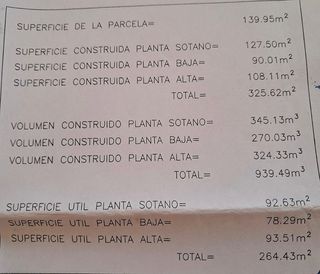 SUPERFICIE DE LA PARCELA= 139.95m²
SUPERFICIE CONSTRUIDA PLANTA SOTANO= 127.50m²
SUPERFICIE CONSTRUIDA PLANTA BAJA= 90.01m²
SUPERFICIE CONSTRUIDA PLANTA ALTA= 108.11m²
TOTAL= 325.62m²
VOLUMEN CONSTRUIDO PLANTA SOTANO= 345.13m³
VOLUMEN CONSTRUIDO PLANTA BAJA= 270.03m³
VOLUMEN CONSTRUIDO PLANTA ALTA= 324.33m³
TOTAL= 939.49m³
SUPERFICIE UTIL PLANTA SOTANO= 92.63m²
SUPERFICIE UTIL PLANTA BAJA= 78.29m²
SUPERFICIE UTIL PLANTA ALTA= 93.51m²
TOTAL= 264.43m²